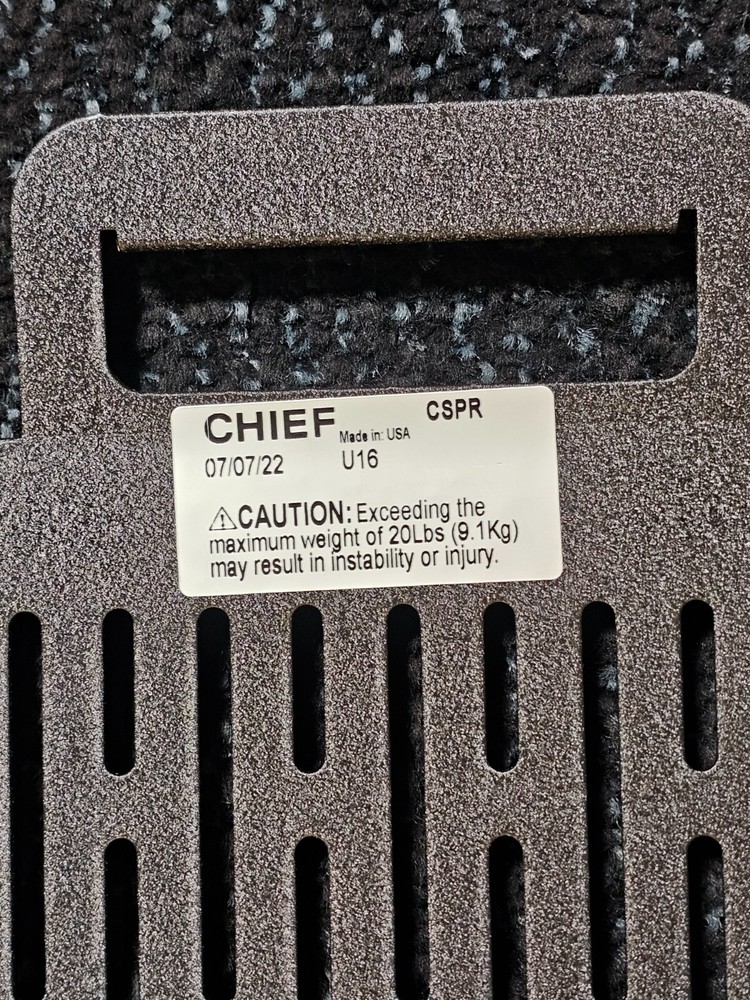 CHIEF Made in: USA CSPR
07/07/22 U16
⚠CAUTION: Exceeding the
maximum weight of 20Lbs (9.1Kg)
may result in instability or injury.